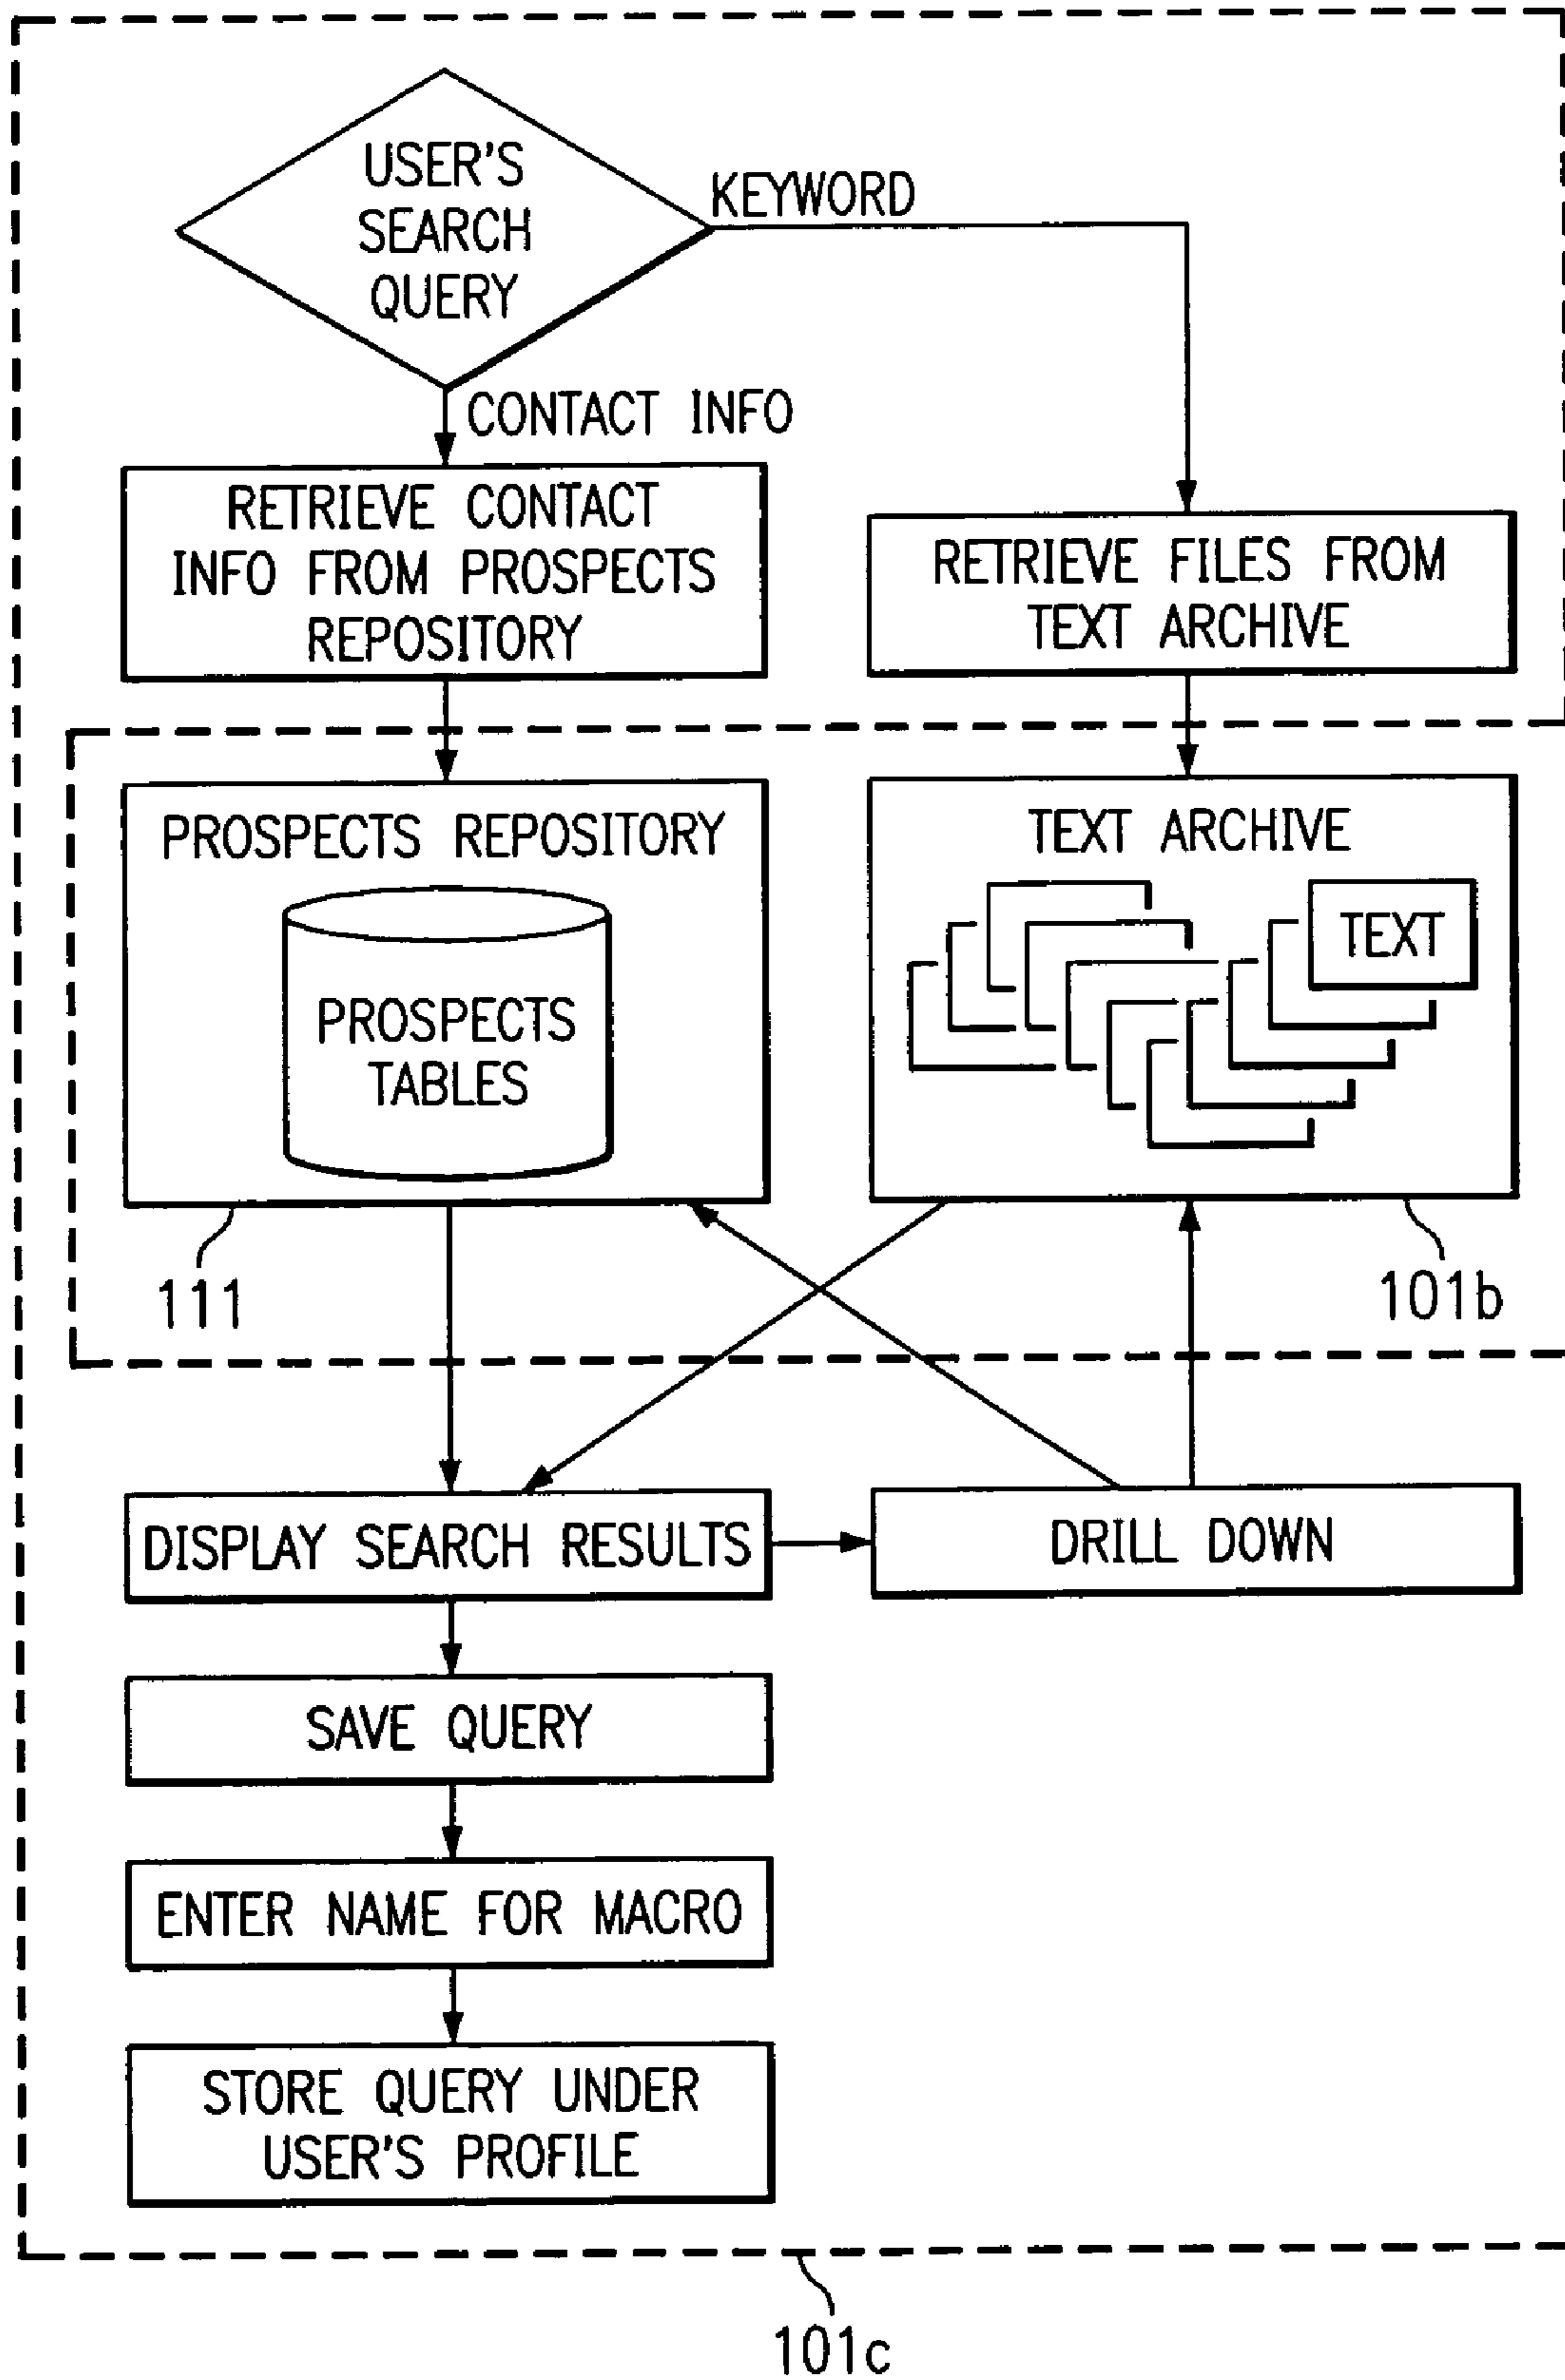 USER'S
SEARCH
QUERY
KEYWORD
CONTACT INFO
RETRIEVE CONTACT
INFO FROM PROSPECTS
REPOSITORY
RETRIEVE FILES FROM
TEXT ARCHIVE
PROSPECTS REPOSITORY
PROSPECTS
TABLES
TEXT ARCHIVE
TEXT
111
101b
DISPLAY SEARCH RESULTS
DRILL DOWN
SAVE QUERY
ENTER NAME FOR MACRO
STORE QUERY UNDER
USER'S PROFILE
101c